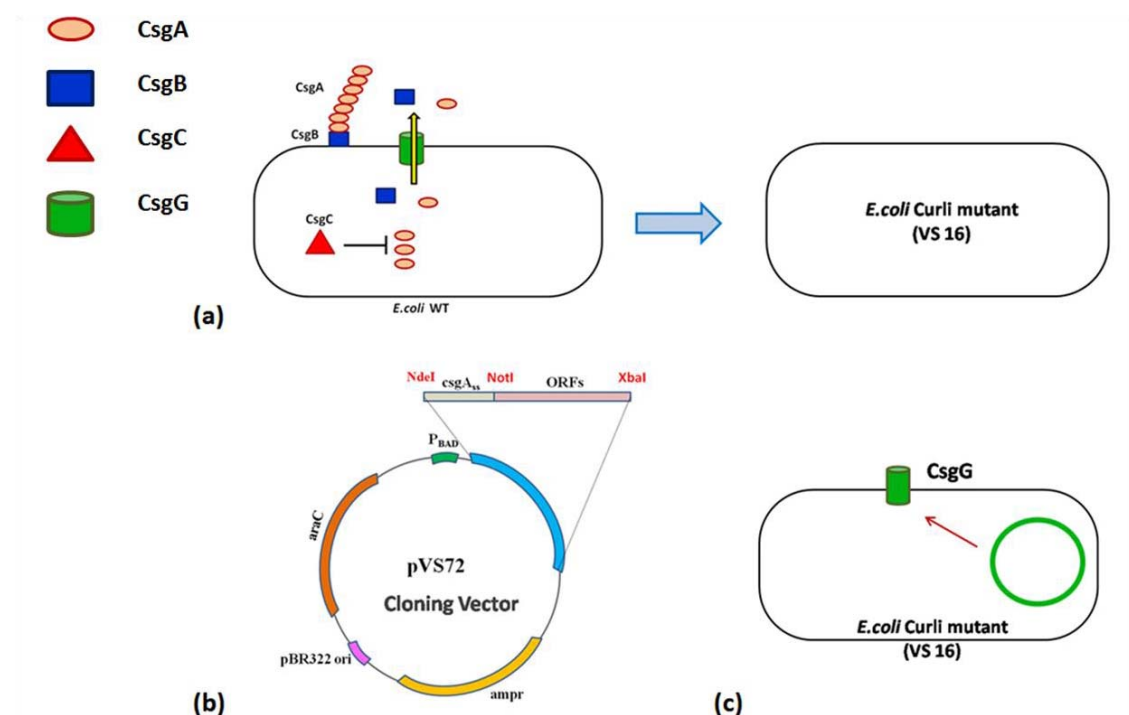 CsgA
CsgB
CsgC
CsgG
CsgA
CsgB
CsgC
E.coli WT
E.coli Curli mutant
(VS 16)
(a)
NdeI csgAss NotI ORFs XbaI
PBAD
araC
pVS72
Cloning Vector
pBR322 ori
ampr
(b)
CsgG
E.coli Curli mutant
(VS 16)
(c)